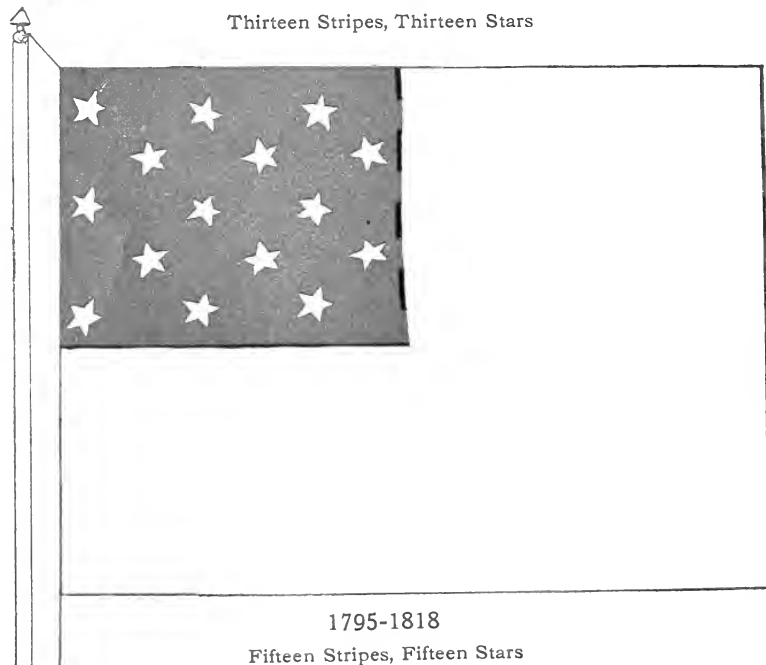 Thirteen Stripes, Thirteen Stars
1795-1818
Fifteen Stripes, Fifteen Stars